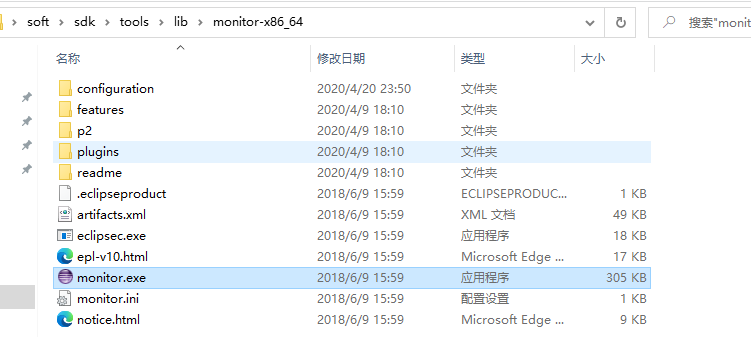 soft > sdk > tools > lib > monitor-x86_64 搜索"moni
名称 修改日期 类型 大小
configuration 2020/4/20 23:50 文件夹
features 2020/4/9 18:10 文件夹
p2 2020/4/9 18:10 文件夹
plugins 2020/4/9 18:10 文件夹
readme 2020/4/9 18:10 文件夹
.eclipseproduct 2018/6/9 15:59 ECLIPSEPRODUC... 1 KB
artifacts.xml 2018/6/9 15:59 XML 文档 49 KB
eclipsec.exe 2018/6/9 15:59 应用程序 18 KB
epl-v10.html 2018/6/9 15:59 Microsoft Edge ... 17 KB
monitor.exe 2018/6/9 15:59 应用程序 305 KB
monitor.ini 2018/6/9 15:59 配置设置 1 KB
notice.html 2018/6/9 15:59 Microsoft Edge ... 9 KB